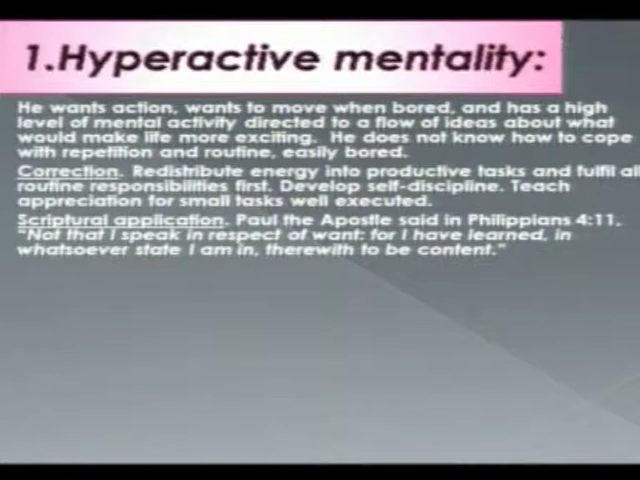 1.Hyperactive mentality:
He wants action, wants to move when bored, and has a high
level of mental activity directed to a flow of ideas about what
would make life more exciting. He does not know how to cope
with repetition and routine, easily bored.
Correction. Redistribute energy into productive tasks and fulfil all
routine responsibilities first. Develop self-discipline. Teach
appreciation for small tasks well executed.
Scriptural application. Paul the Apostle said in Philippians 4:11,
"Not that I speak in respect of want: for I have learned, in
whatsoever state I am in, therewith to be content."